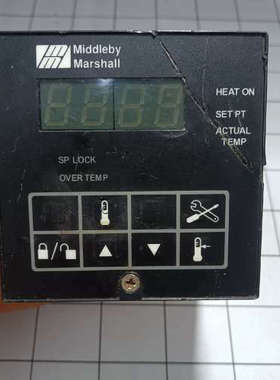 Middleby
Marshall
HEAT ON
SET PT
ACTUAL
TEMP
SP LOCK
OVER TEMP